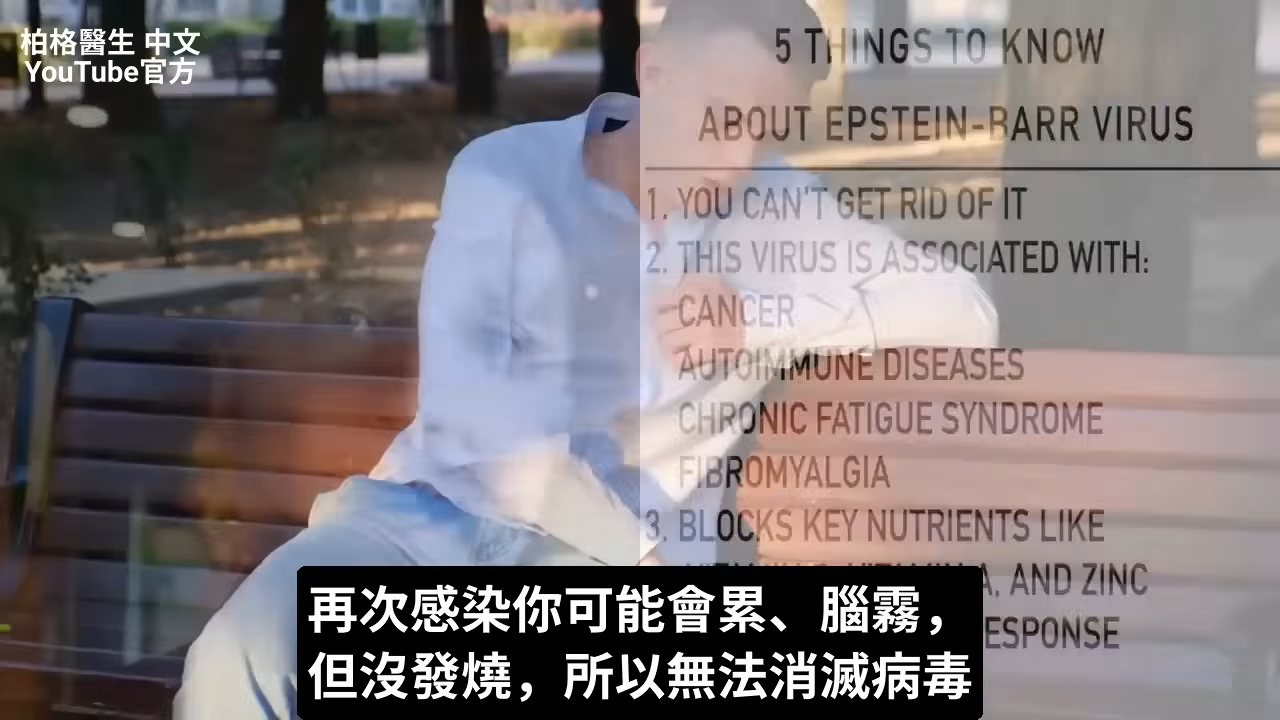 柏格醫生 中文
YouTube官方
5 THINGS TO KNOW
ABOUT EPSTEIN-BARR VIRUS
1. YOU CAN'T GET RID OF IT
2. THIS VIRUS IS ASSOCIATED WITH:
CANCER
AUTOIMMUNE DISEASES
CHRONIC FATIGUE SYNDROME
FIBROMYALGIA
3. BLOCKS KEY NUTRIENTS LIKE
A, AND ZINC
再次感染你可能會累、腦霧，
但沒發燒，所以無法消滅病毒